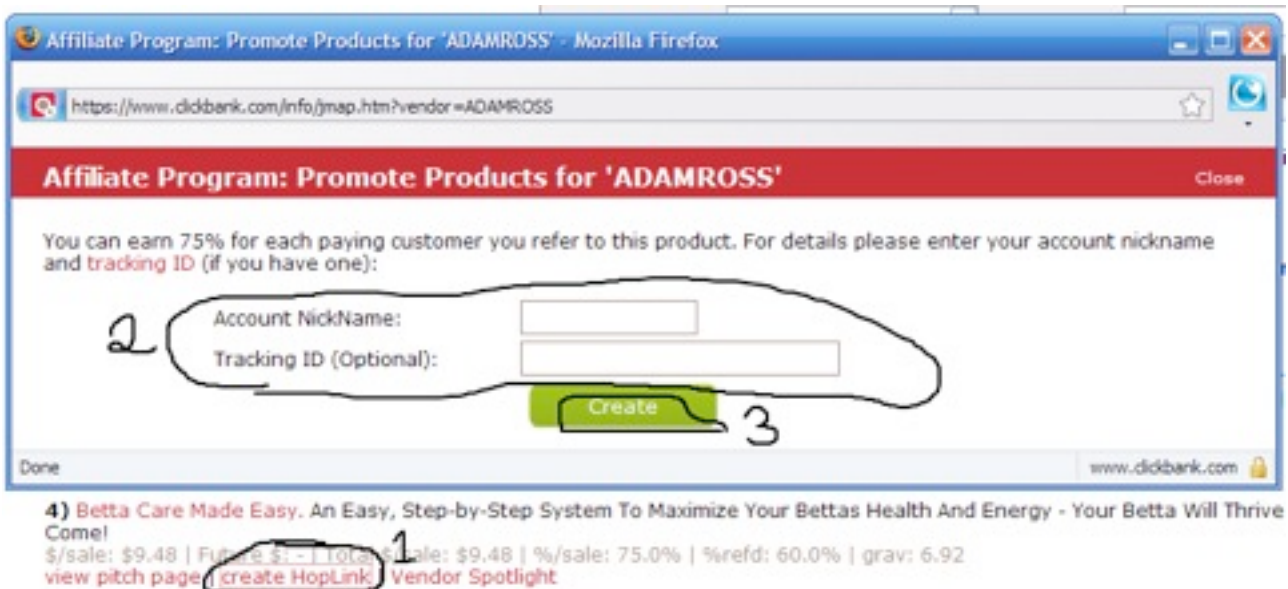 Affiliate Program: Promote Products for 'ADAMROSS' - Mozilla Firefox
https://www.clickbank.com/info/jmap.htm?vendor=ADAMROSS
Affiliate Program: Promote Products for 'ADAMROSS'
Close
You can earn 75% for each paying customer you refer to this product. For details please enter your account nickname
and tracking ID (if you have one):
2
Account NickName:
Tracking ID (Optional):
Create
3
Done
www.clickbank.com
4) Betta Care Made Easy. An Easy, Step-by-Step System To Maximize Your Bettas Health And Energy - Your Betta Will Thrive
Come!
1
$/sale: $9.48 | Future $: - | Total $/sale: $9.48 | %/sale: 75.0% | %refd: 60.0% | grav: 6.92
view pitch page | create HopLink | Vendor Spotlight